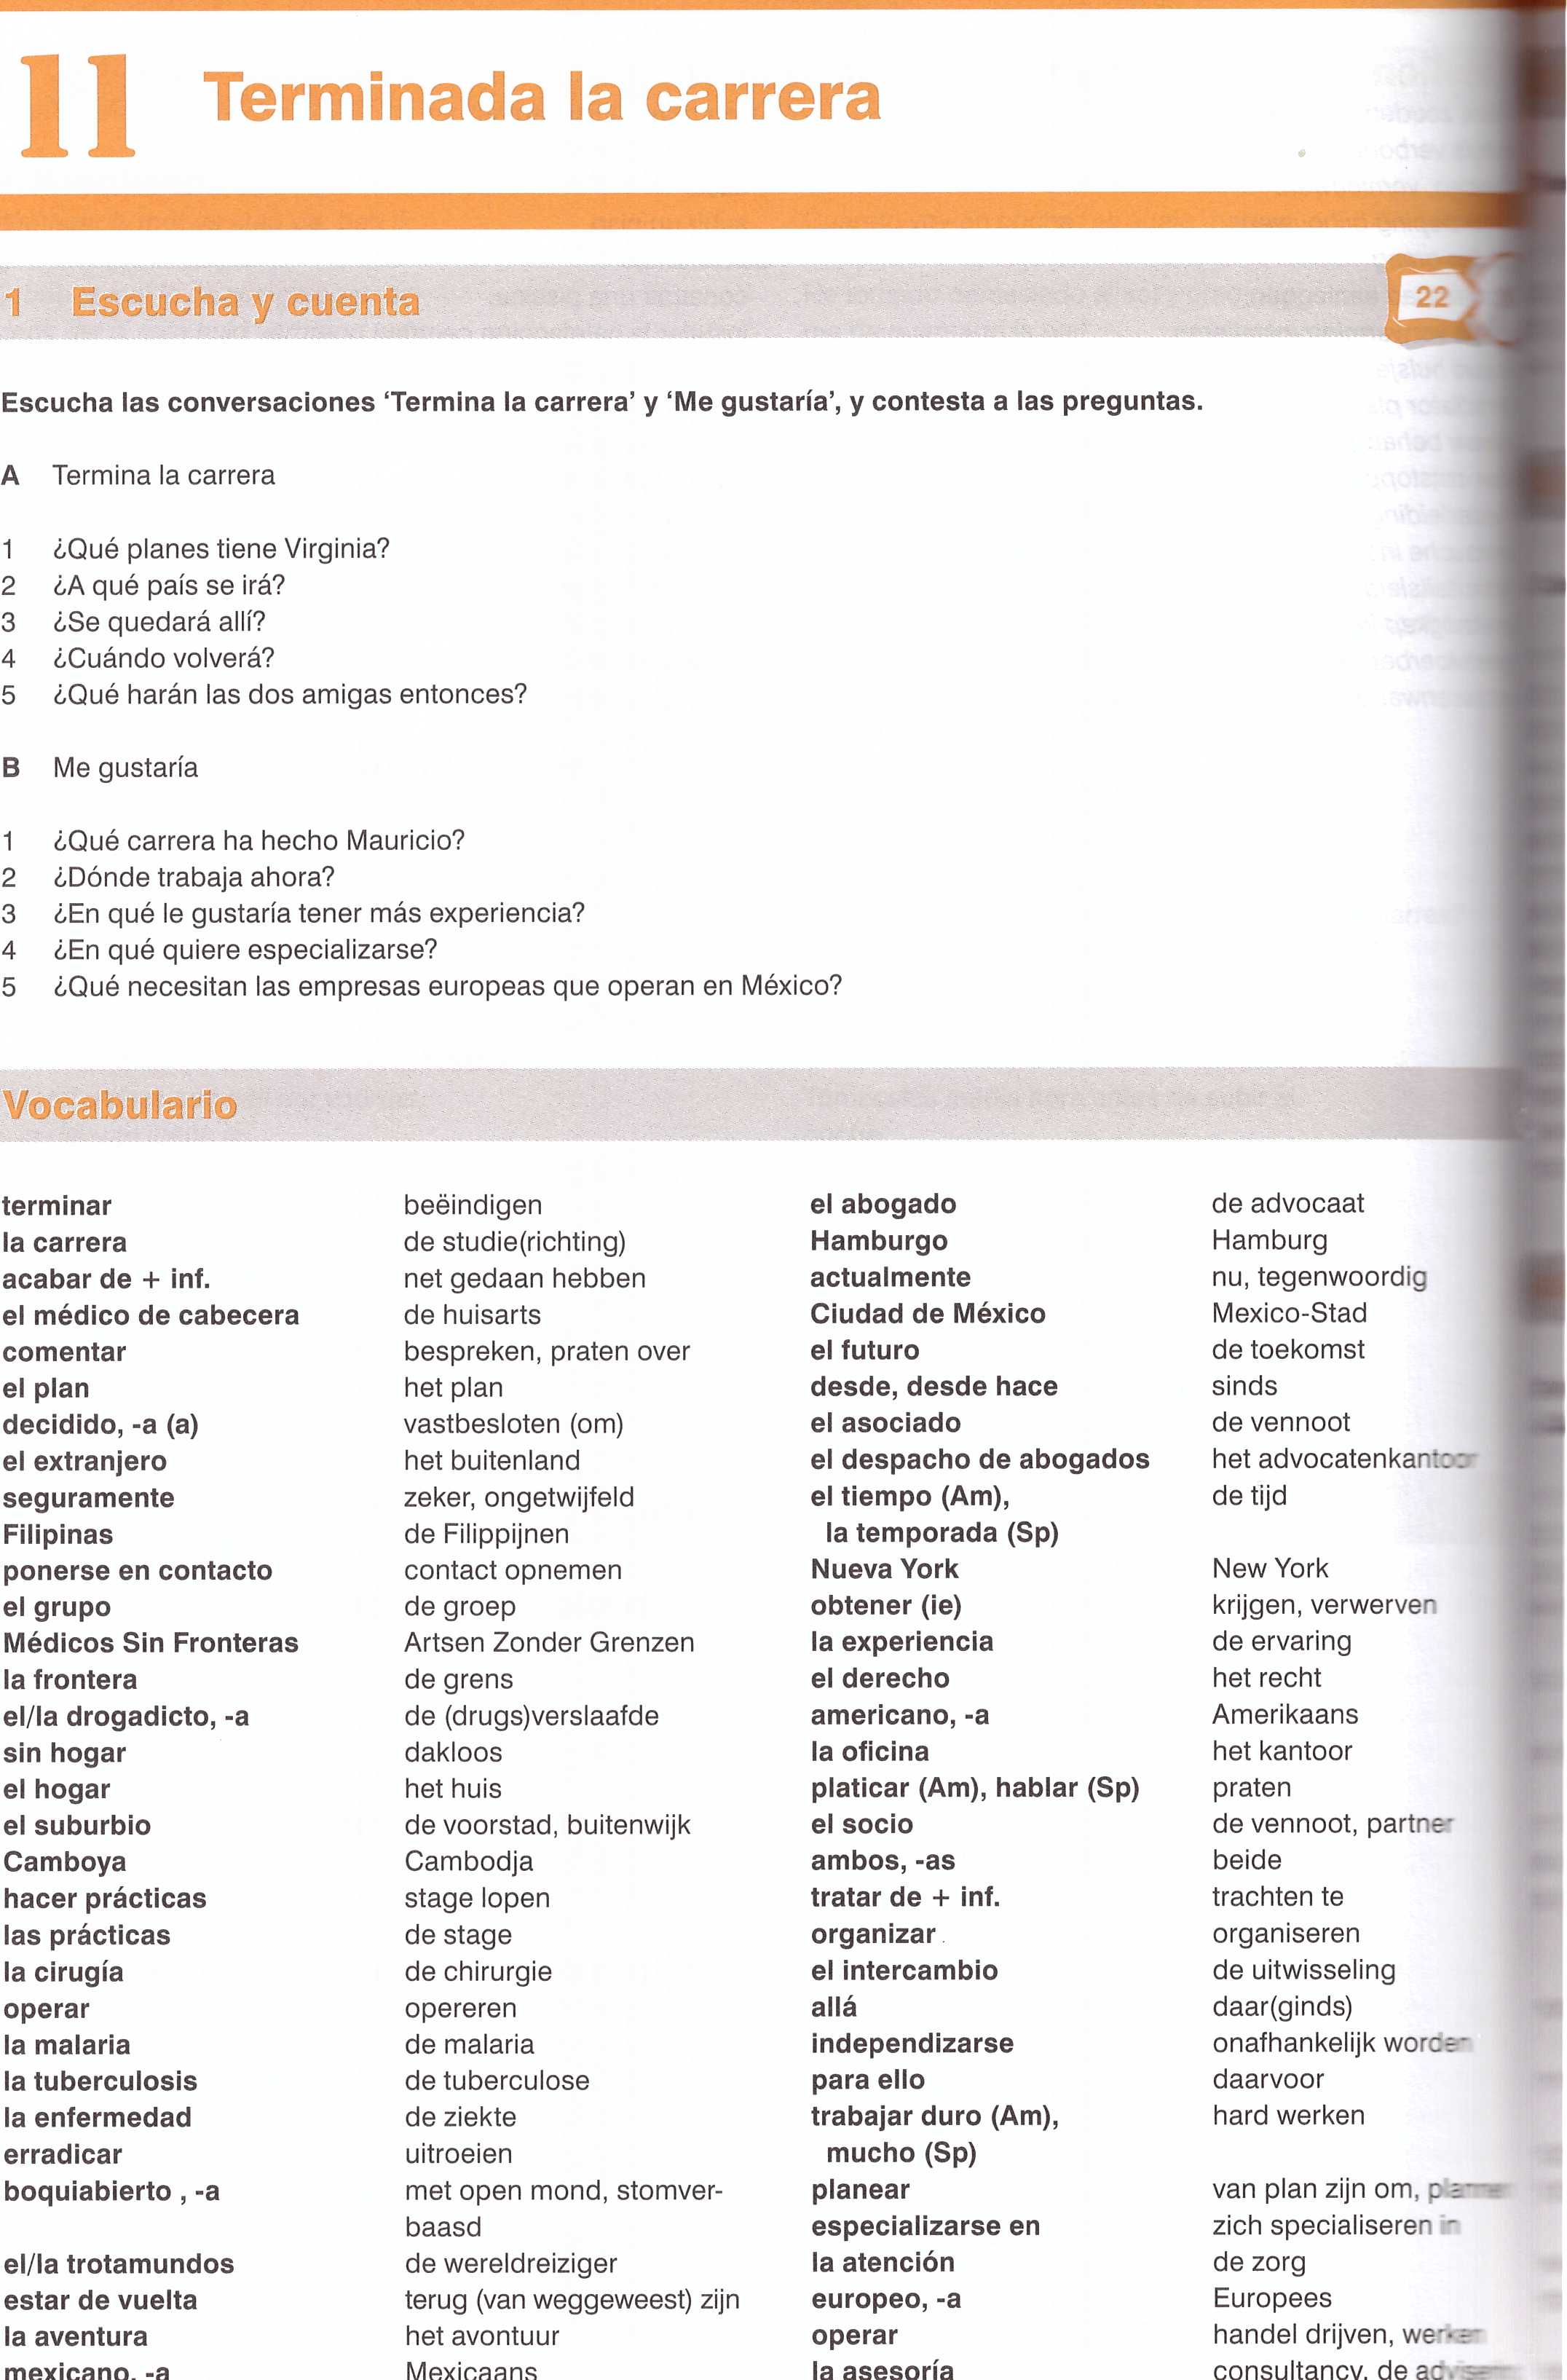 11 Terminada la carrera
1 Escucha y cuenta
22
Escucha las conversaciones ‘Termina la carrera’ y ‘Me gustaría’, y contesta a las preguntas.
A Termina la carrera
1 ¿Qué planes tiene Virginia?
2 ¿A qué país se irá?
3 ¿Se quedará allí?
4 ¿Cuándo volverá?
5 ¿Qué harán las dos amigas entonces?
B Me gustaría
1 ¿Qué carrera ha hecho Mauricio?
2 ¿Dónde trabaja ahora?
3 ¿En qué le gustaría tener más experiencia?
4 ¿En qué quiere especializarse?
5 ¿Qué necesitan las empresas europeas que operan en México?
Vocabulario
terminar beëindigen
la carrera de studie(richting)
acabar de + inf. net gedaan hebben
el médico de cabecera de huisarts
comentar bespreken, praten over
el plan het plan
decidido, -a (a) vastbesloten (om)
el extranjero het buitenland
seguramente zeker, ongetwijfeld
Filipinas de Filippijnen
ponerse en contacto contact opnemen
el grupo de groep
Médicos Sin Fronteras Artsen Zonder Grenzen
la frontera de grens
el/la drogadicto, -a de (drugs)verslaafde
sin hogar dakloos
el hogar het huis
el suburbio de voorstad, buitenwijk
Camboya Cambodja
hacer prácticas stage lopen
las prácticas de stage
la cirugía de chirurgie
operar opereren
la malaria de malaria
la tuberculosis de tuberculose
la enfermedad de ziekte
erradicar uitroeien
boquiabierto , -a met open mond, stomver-
baasd
el/la trotamundos de wereldreiziger
estar de vuelta terug (van weggeweest) zijn
la aventura het avontuur
mexicano, -a Mexicaans
el abogado de advocaat
Hamburgo Hamburg
actualmente nu, tegenwoordig
Ciudad de México Mexico-Stad
el futuro de toekomst
desde, desde hace sinds
el asociado de vennoot
el despacho de abogados het advocatenkantoor
el tiempo (Am), de tijd
la temporada (Sp)
Nueva York New York
obtener (ie) krijgen, verwerven
la experiencia de ervaring
el derecho het recht
americano, -a Amerikaans
la oficina het kantoor
platicar (Am), hablar (Sp) praten
el socio de vennoot, partner
ambos, -as beide
tratar de + inf. trachten te
organizar organiseren
el intercambio de uitwisseling
allá daar(ginds)
independizarse onafhankelijk worden
para ello daarvoor
trabajar duro (Am), hard werken
mucho (Sp)
planear van plan zijn om, plannen
especializarse en zich specialiseren in
la atención de zorg
europeo, -a Europees
operar handel drijven, werken
la asesoría consultancy, de